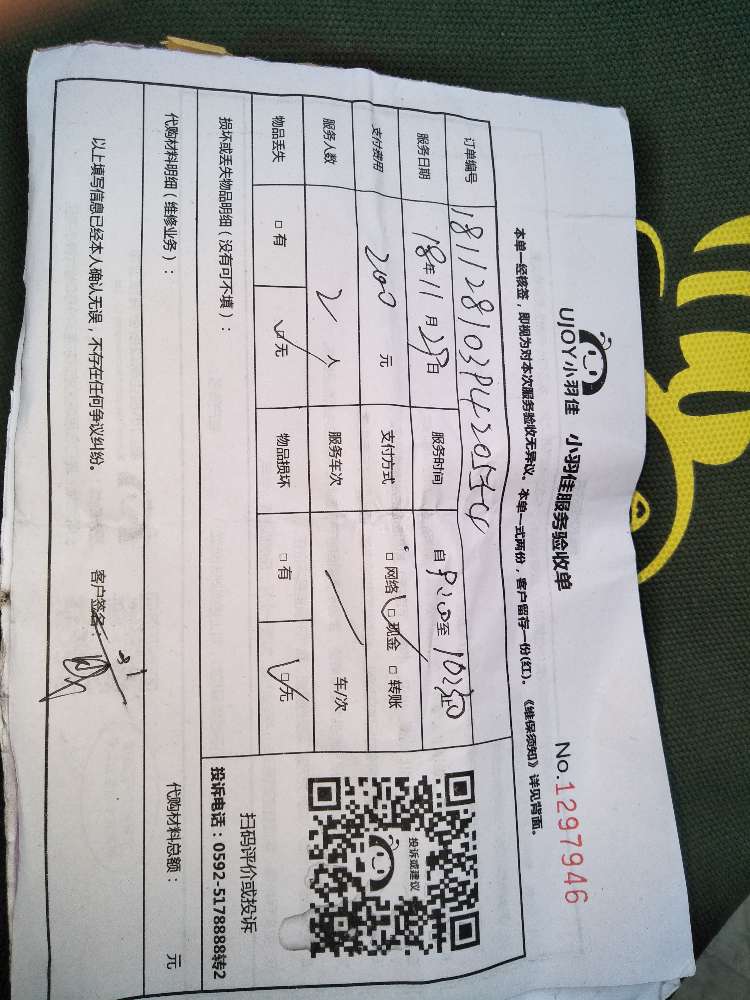 UJOY小羽佳 小羽佳服务验收单 No.1297946
本单一经核签，即视为对本次服务验收无异议。本单一式两份，客户留存一份(红)。《维保须知》详见背面。
订单编号
服务日期 18年11月28日 服务时间 自9:00至10:30止
支付费用 200元 支付方式 □网络 □现金 □转账
服务人数 2人 服务车次 车/次
物品丢失 □有 □无 物品损坏 □有 □无
损坏或丢失物品明细（没有可不填）：
投诉或建议
扫码评价或投诉
投诉电话：0592-5178888转2
代购材料明细（维修业务）： 代购材料总额： 元
以上填写信息已经本人确认无误，不存在任何争议纠纷。 客户签名：